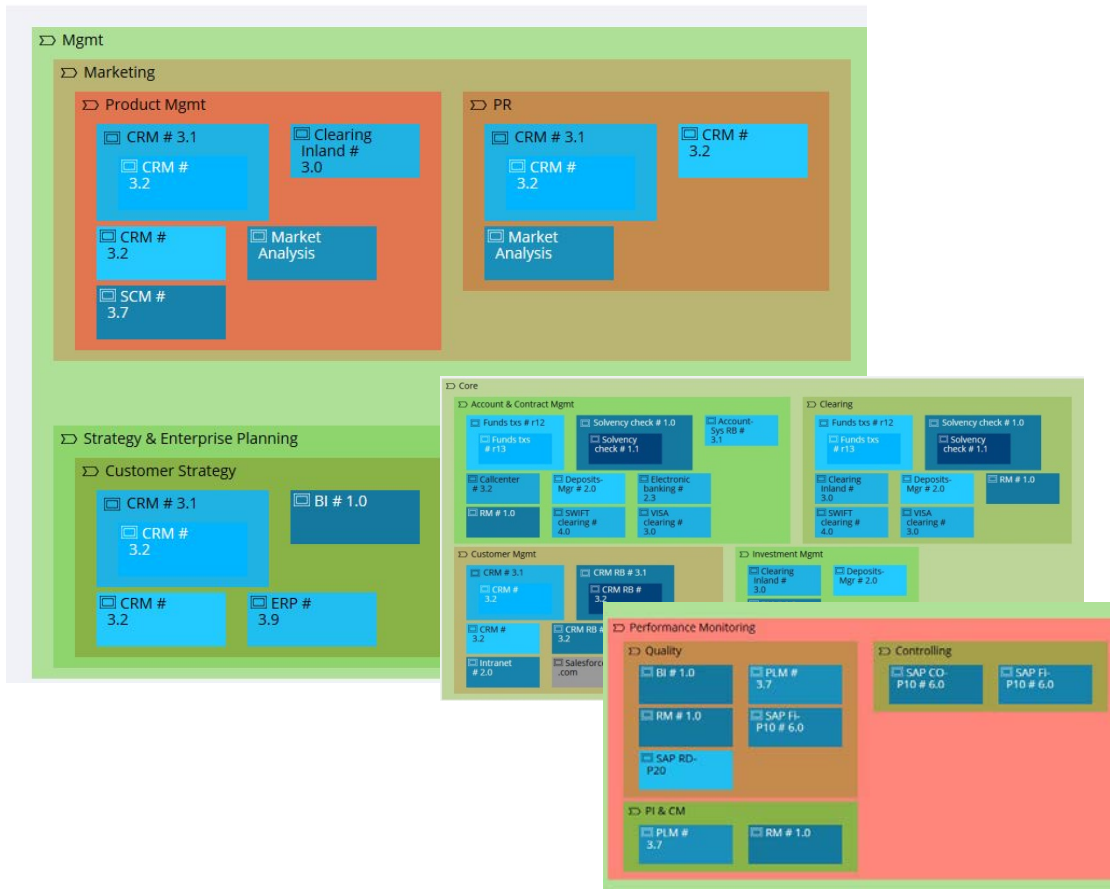 Mgmt
Marketing
Product Mgmt
CRM # 3.1
CRM #
3.2
Clearing
Inland #
3.0
CRM #
3.2
Market
Analysis
SCM #
3.7
PR
CRM # 3.1
CRM #
3.2
CRM #
3.2
Market
Analysis
Strategy & Enterprise Planning
Customer Strategy
CRM # 3.1
CRM #
3.2
BI # 1.0
CRM #
3.2
ERP #
3.9
Core
Account & Contract Mgmt
Funds txs # r12
Funds txs
# r13
Solvency check # 1.0
Solvency
check # 1.1
Account-
Sys RB #
3.1
Callcenter
# 3.2
Deposits-
Mgr # 2.0
Electronic
banking #
2.3
RM # 1.0
SWIFT
clearing #
4.0
VISA
clearing #
3.0
Clearing
Funds txs # r12
Funds txs
# r13
Solvency check # 1.0
Solvency
check # 1.1
Clearing
Inland #
3.0
Deposits-
Mgr # 2.0
RM # 1.0
SWIFT
clearing #
4.0
VISA
clearing #
3.0
Customer Mgmt
CRM # 3.1
CRM #
3.2
CRM RB # 3.1
CRM RB #
3.2
CRM #
3.2
CRM RB #
3.2
Intranet
# 2.0
Salesforce
.com
Investment Mgmt
Clearing
Inland #
3.0
Deposits-
Mgr # 2.0
Performance Monitoring
Quality
BI # 1.0
PLM #
3.7
RM # 1.0
SAP Fi-
P10 # 6.0
SAP RD-
P20
Controlling
SAP CO-
P10 # 6.0
SAP Fi-
P10 # 6.0
PI & CM
PLM #
3.7
RM # 1.0